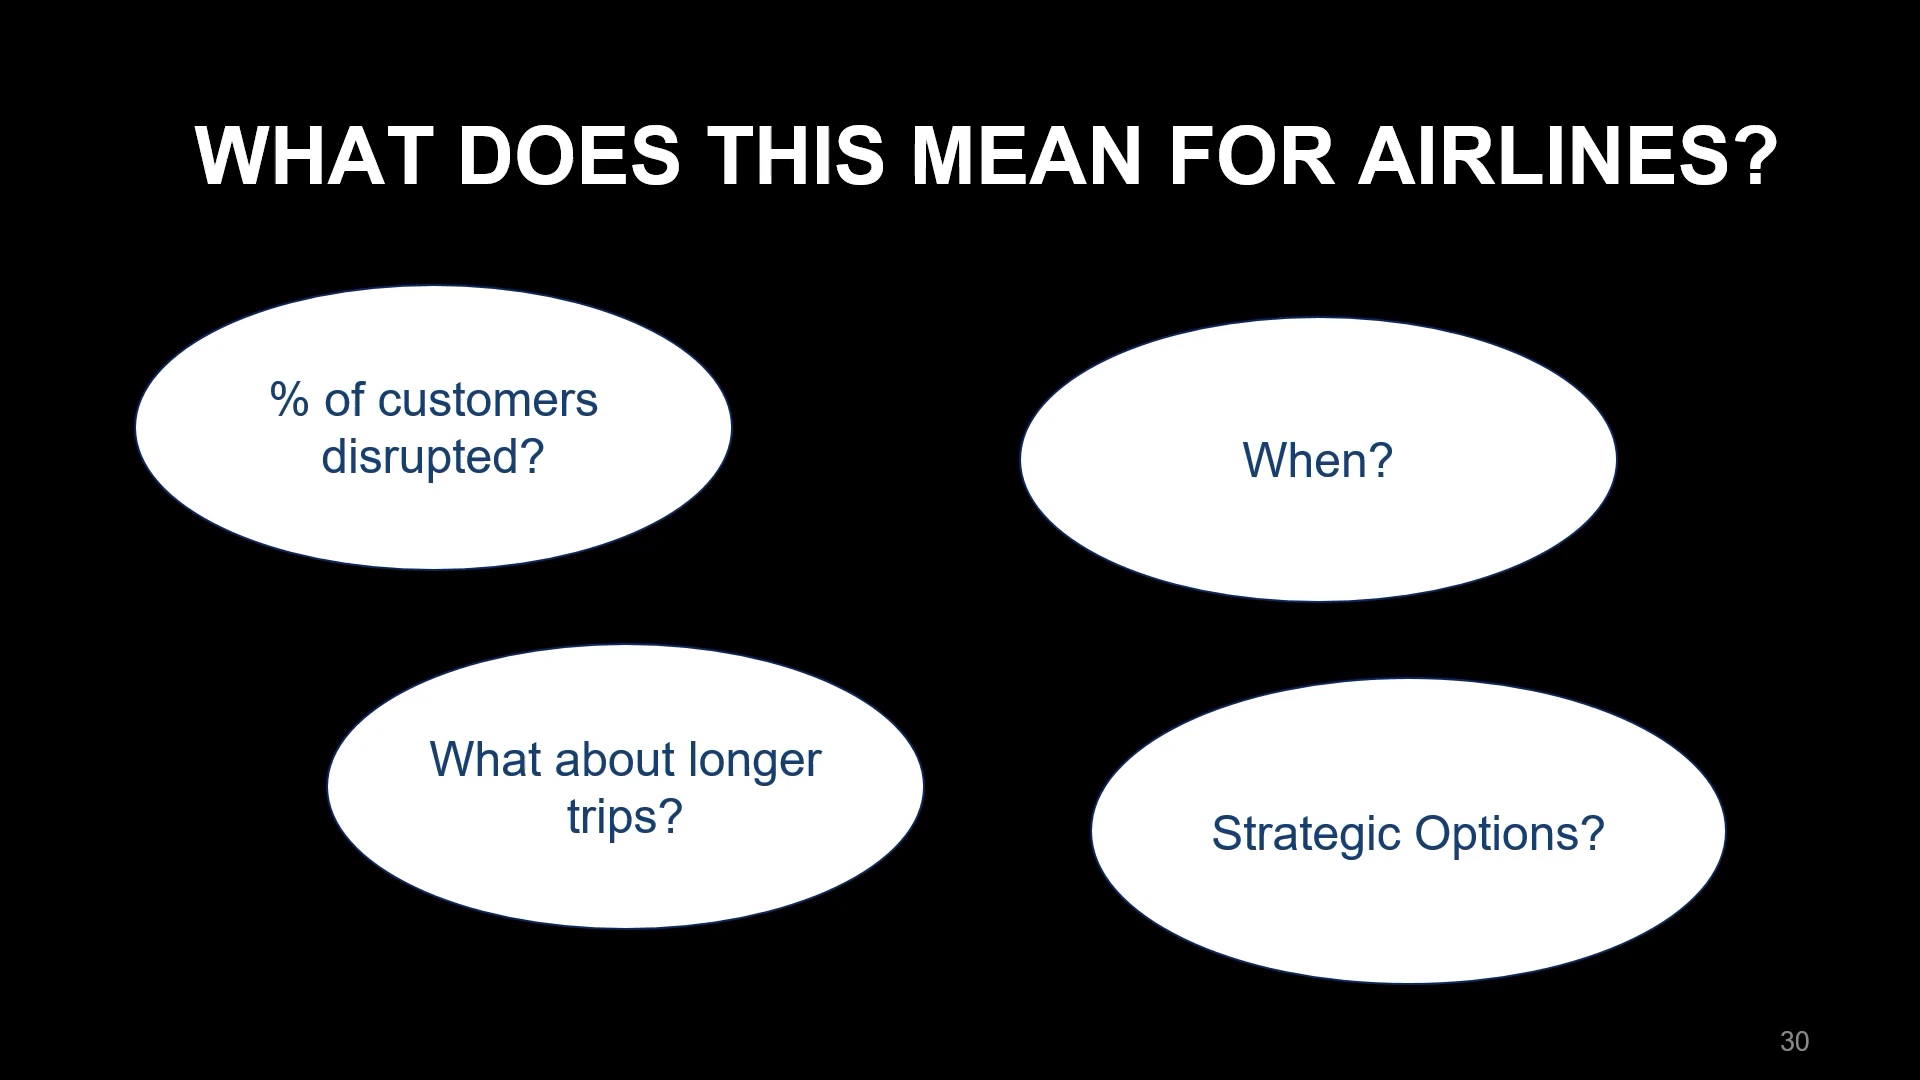 WHAT DOES THIS MEAN FOR AIRLINES?
% of customers
disrupted?
When?
What about longer
trips?
Strategic Options?
30